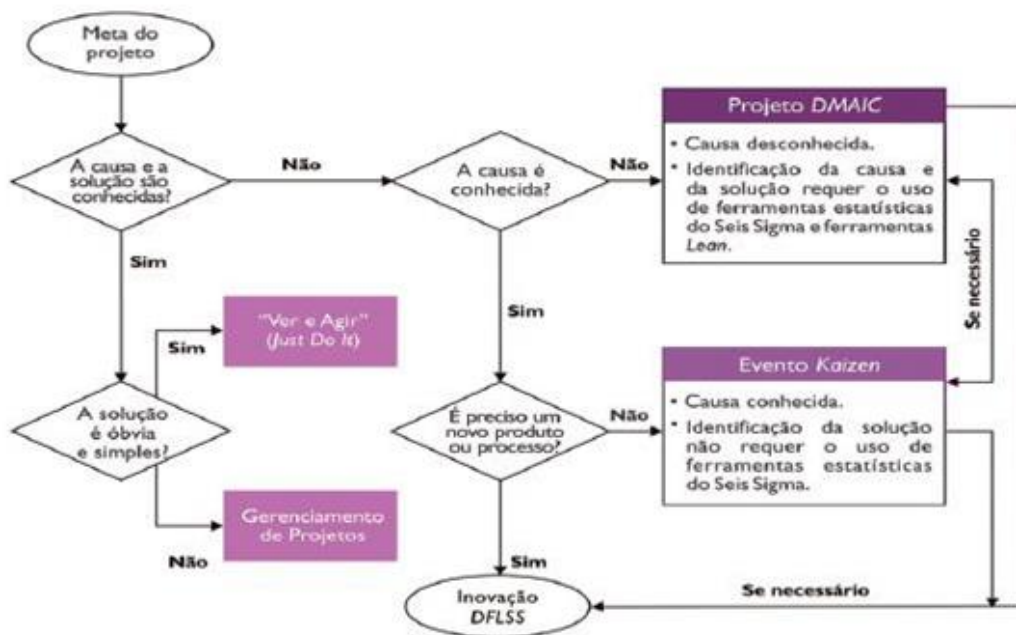 Meta do
projeto
A causa e a
solução são
conhecidas?
Não
A causa é
conhecida?
Não
Projeto DMAIC
• Causa desconhecida.
• Identificação da causa e
da solução requer o uso
de ferramentas estatísticas
do Seis Sigma e ferramentas
Lean.
Sim
Sim
Se necessário
"Ver e Agir"
(Just Do It)
Sim
A solução
é óbvia
e simples?
Não
Gerenciamento
de Projetos
É preciso um
novo produto
ou processo?
Não
Evento Kaizen
• Causa conhecida.
• Identificação da solução
não requer o uso de
ferramentas estatísticas
do Seis Sigma.
Sim
Inovação
DFLSS
Se necessário